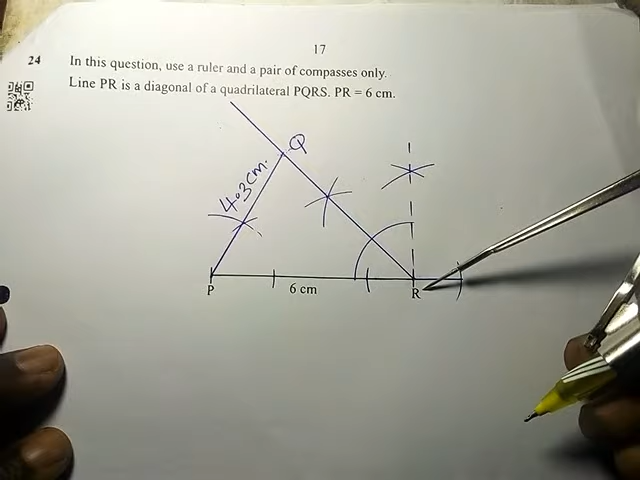 17
24 In this question, use a ruler and a pair of compasses only.
Line PR is a diagonal of a quadrilateral PQRS. PR = 6 cm.
Q
4.3cm.
P
6 cm
R